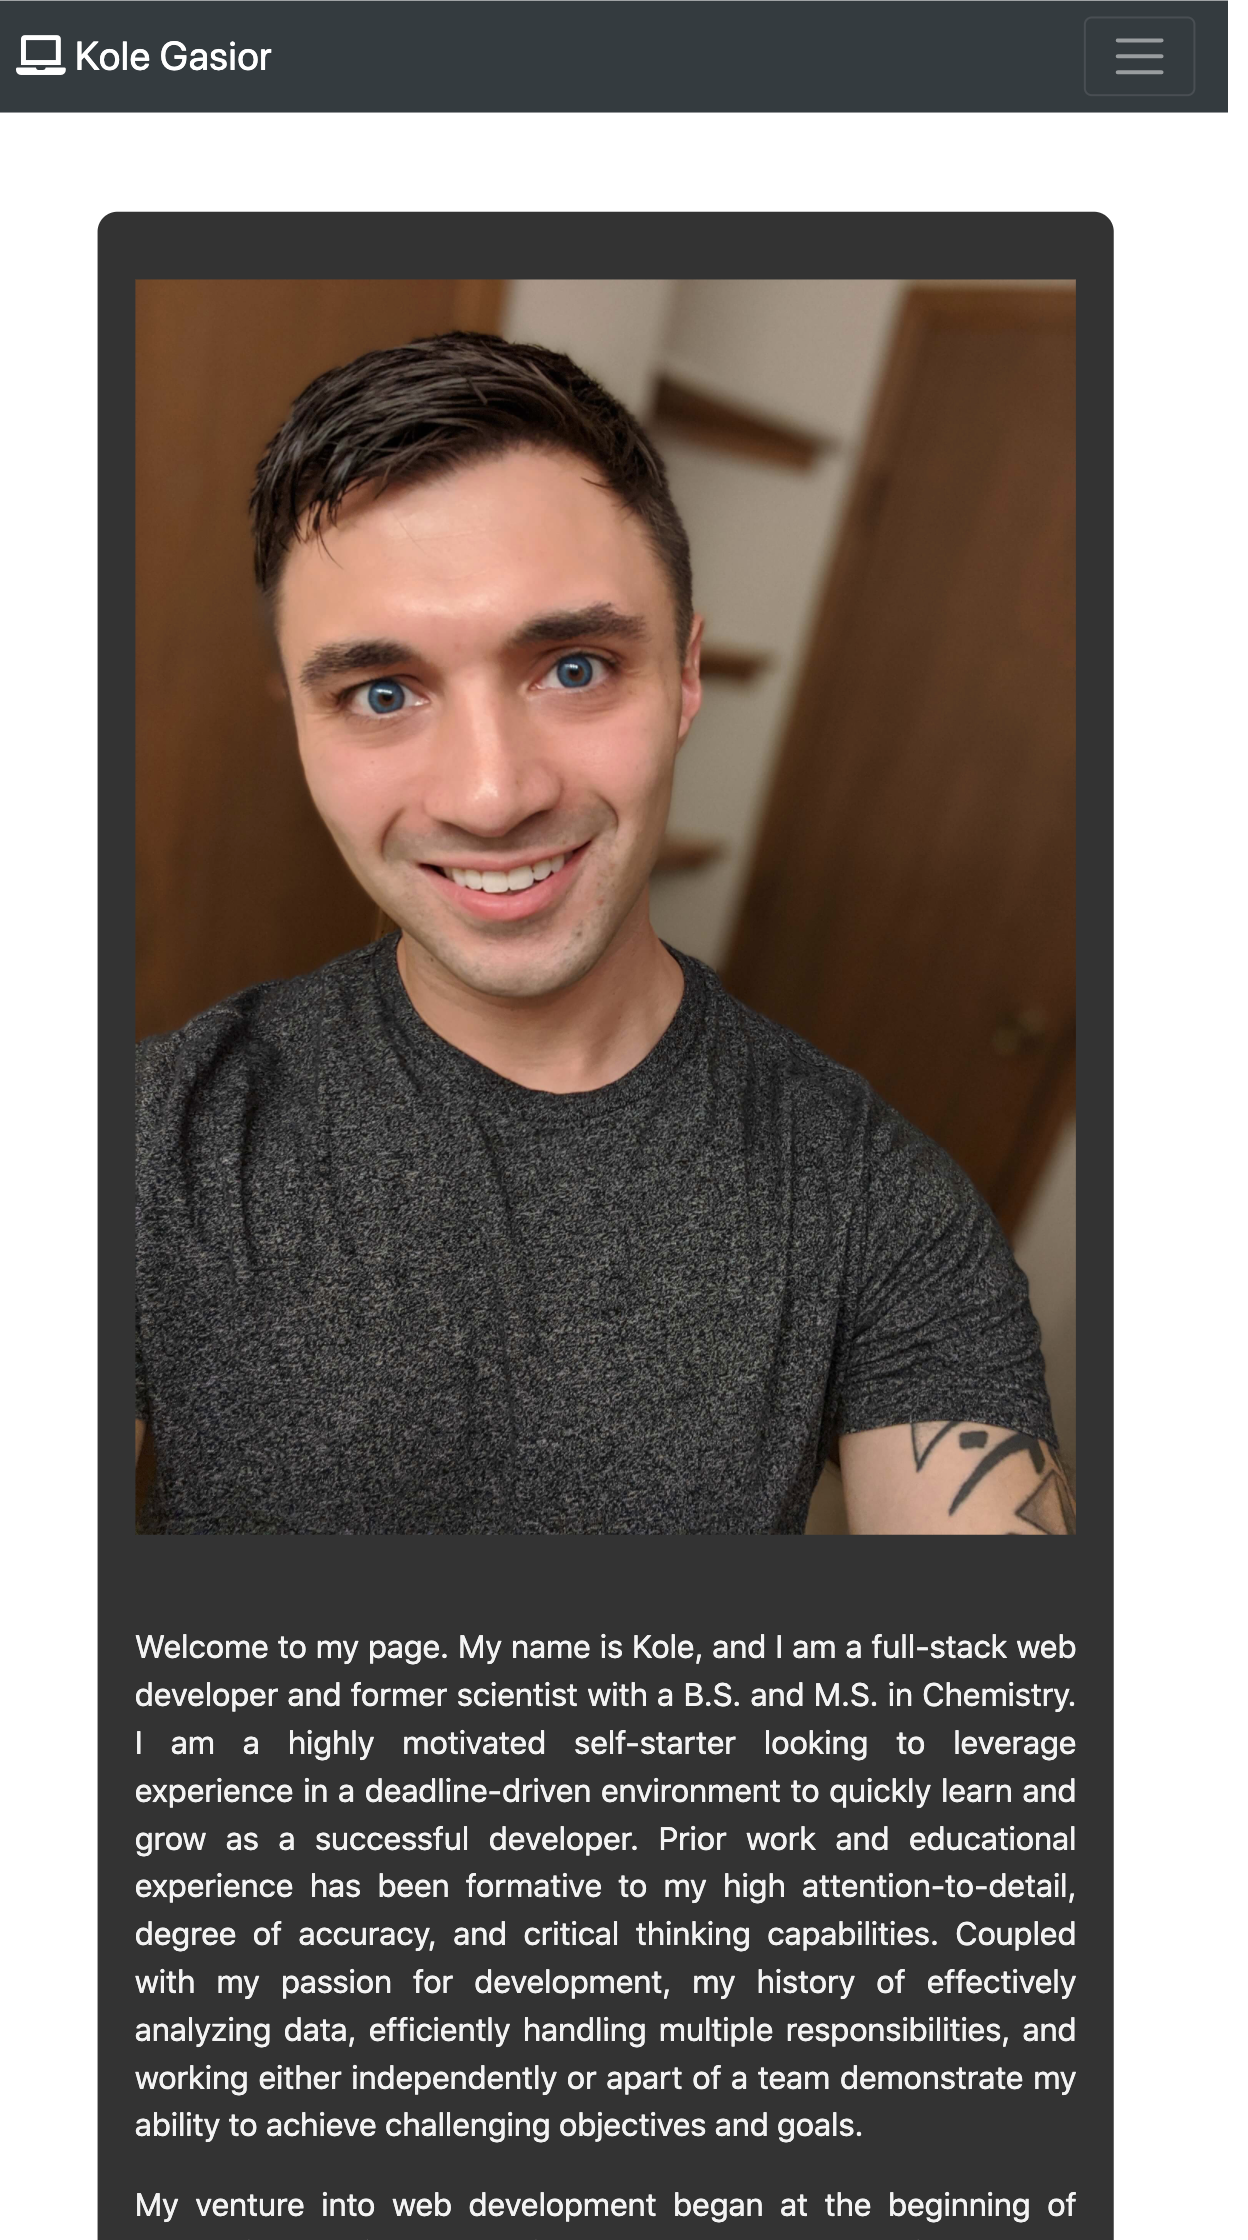 Kole Gasior
Welcome to my page. My name is Kole, and I am a full-stack web
developer and former scientist with a B.S. and M.S. in Chemistry.
I am a highly motivated self-starter looking to leverage
experience in a deadline-driven environment to quickly learn and
grow as a successful developer. Prior work and educational
experience has been formative to my high attention-to-detail,
degree of accuracy, and critical thinking capabilities. Coupled
with my passion for development, my history of effectively
analyzing data, efficiently handling multiple responsibilities, and
working either independently or apart of a team demonstrate my
ability to achieve challenging objectives and goals.
My venture into web development began at the beginning of